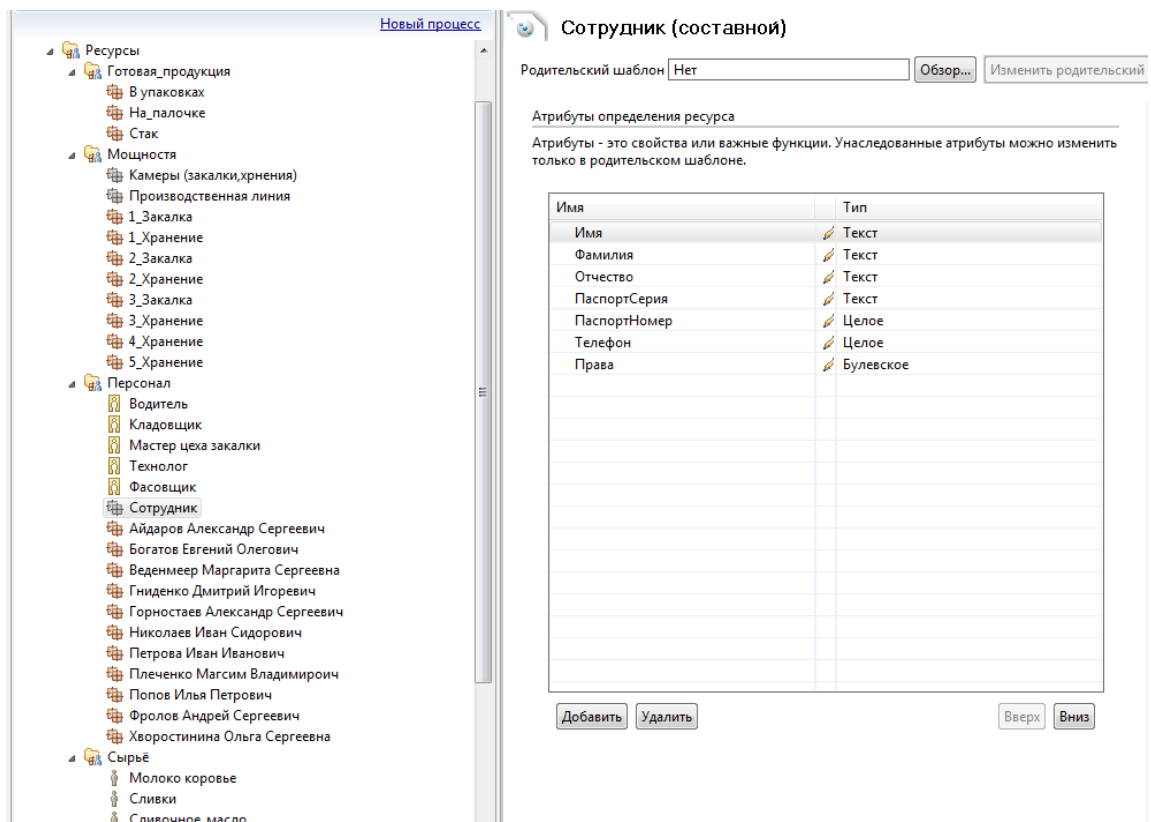 Новый процесс
Ресурсы
Готовая_продукция
В упаковках
На_палочке
Стак
Мощностя
Камеры (закалки,хрнения)
Производственная линия
1_Закалка
1_Хранение
2_Закалка
2_Хранение
3_Закалка
3_Хранение
4_Хранение
5_Хранение
Персонал
Водитель
Кладовщик
Мастер цеха закалки
Технолог
Фасовщик
Сотрудник
Айдаров Александр Сергеевич
Богатов Евгений Олегович
Веденмеер Маргарита Сергеевна
Гниденко Дмитрий Игоревич
Горностаев Александр Сергеевич
Николаев Иван Сидорович
Петрова Иван Иванович
Плеченко Магсим Владимироич
Попов Илья Петрович
Фролов Андрей Сергеевич
Хворостинина Ольга Сергеевна
Сырьё
Молоко коровье
Сливки
Сливочное_масло
Сотрудник (составной)
Родительский шаблон Нет Обзор... Изменить родительский
Атрибуты определения ресурса
Атрибуты - это свойства или важные функции. Унаследованные атрибуты можно изменить
только в родительском шаблоне.
Имя Тип
Имя Текст
Фамилия Текст
Отчество Текст
ПаспортСерия Текст
ПаспортНомер Целое
Телефон Целое
Права Булевское
Добавить Удалить Вверх Вниз